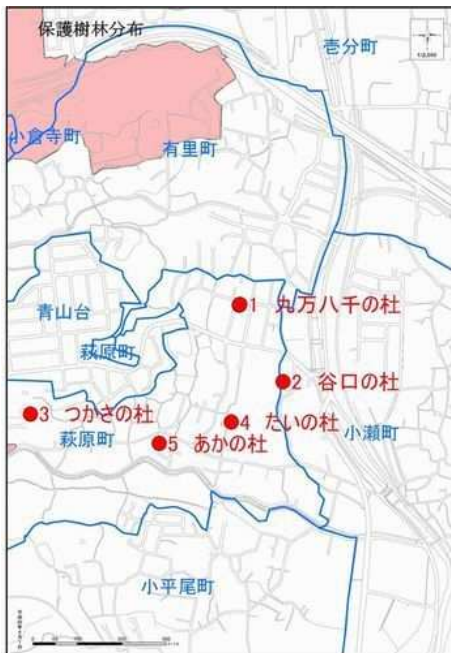 保護樹林分布
壱分町
小倉寺町
有里町
青山台
1 九万八千の杜
萩原町
2 谷口の杜
3 つかさの杜
4 たいの杜
小瀬町
萩原町
5 あかの杜
小平尾町